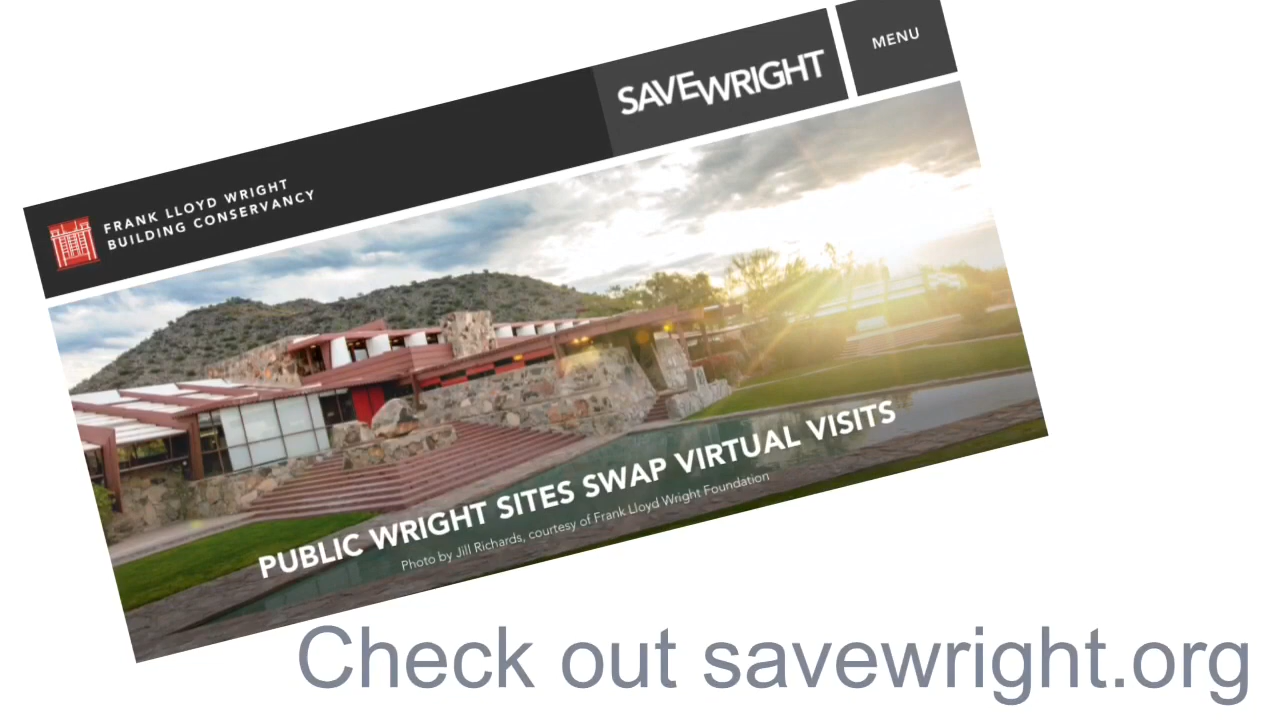 MENU
SAVEWRIGHT
FRANK LLOYD WRIGHT
BUILDING CONSERVANCY
PUBLIC WRIGHT SITES SWAP VIRTUAL VISITS
Photo by Jill Richards, courtesy of Frank Lloyd Wright Foundation
Check out savewright.org